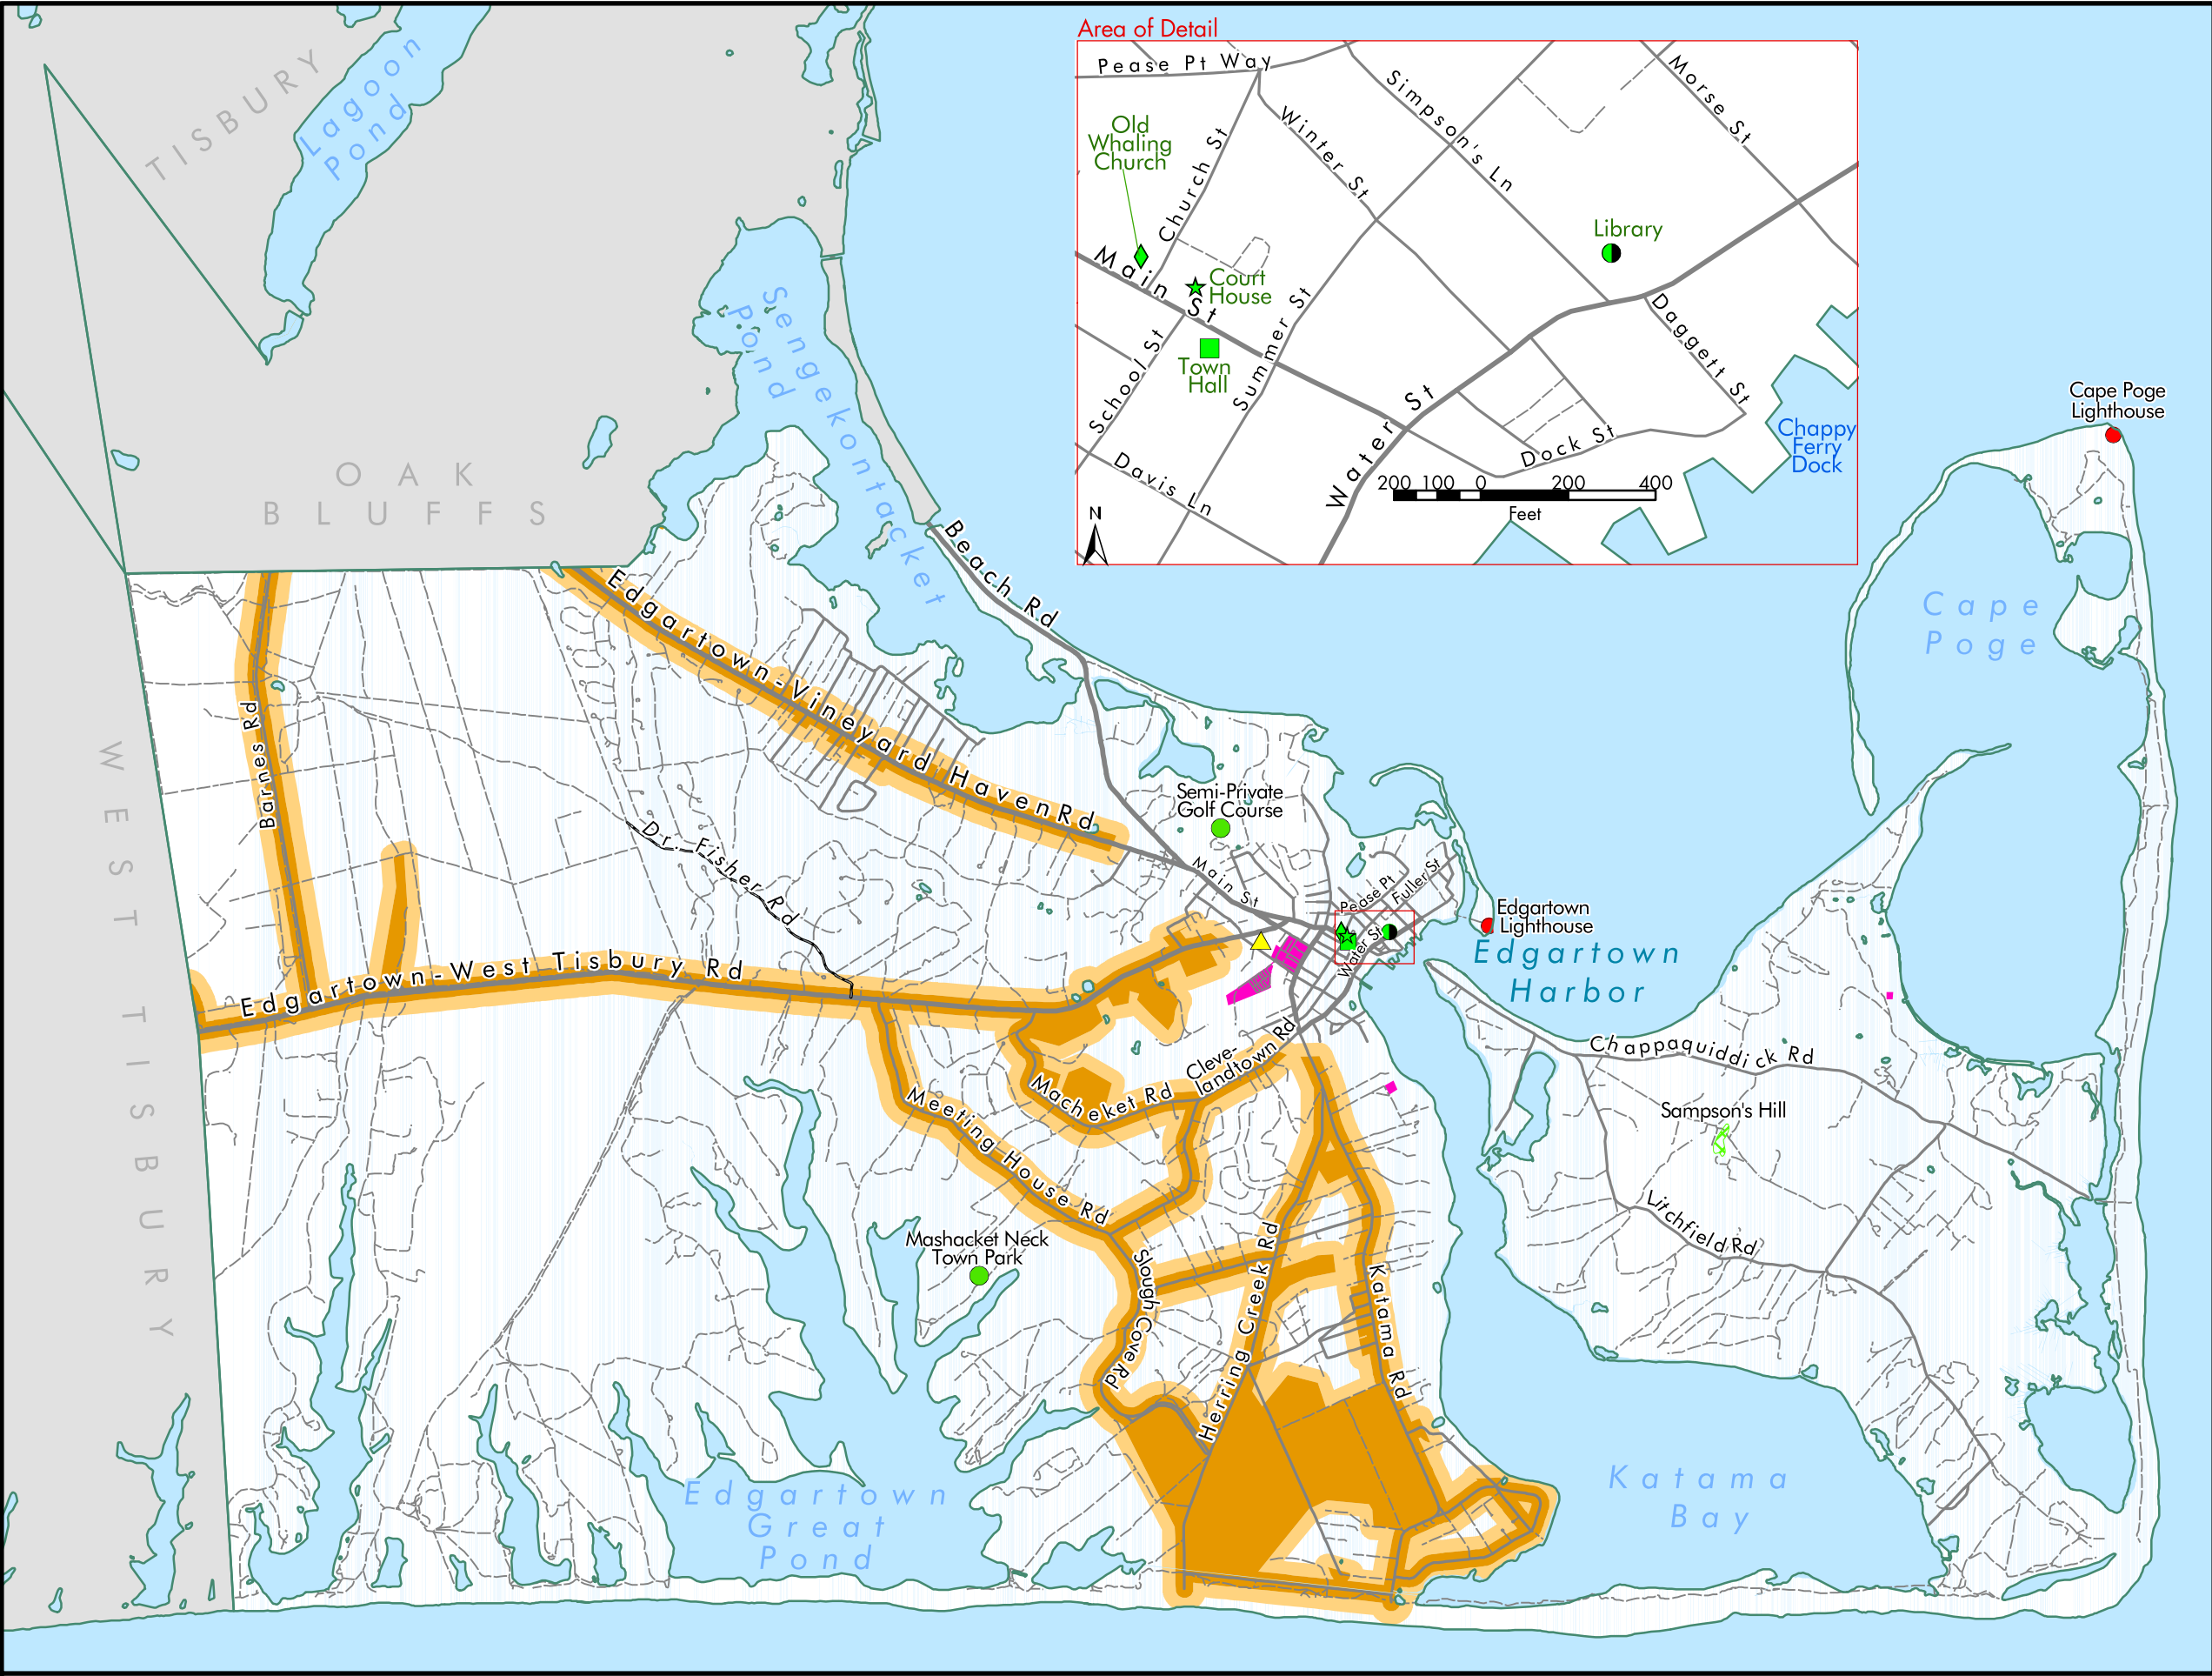 Area of Detail
Pease Pt Way
Simpson's Ln
Morse St
Winter St
Church St
Old
Whaling
Church
Library
Main St
Court
House
School St
Town
Hall
Summer St
Daggett St
Water St
Dock St
Davis Ln
Chappy
Ferry
Dock
200 100 0 200 400
Feet
N
TISBURY
Lagoon
Pond
OAK
BLUFFS
Sengekontacket
Pond
Beach Rd
Cape Poge
Lighthouse
Cape
Poge
Edgartown-Vineyard Haven Rd
Barnes Rd
WEST TISBURY
Dr. Fisher Rd
Semi-Private
Golf Course
Main St
Pease Pt
Fuller St
Water St
Edgartown
Lighthouse
Edgartown
Harbor
Edgartown-West Tisbury Rd
Chappaquiddick Rd
Cleve-
landtown Rd
Macheket Rd
Meeting House Rd
Sampson's Hill
Litchfield Rd
Mashacket Neck
Town Park
Slough Cove Rd
Herring Creek Rd
Katama Rd
Edgartown
Great
Pond
Katama
Bay